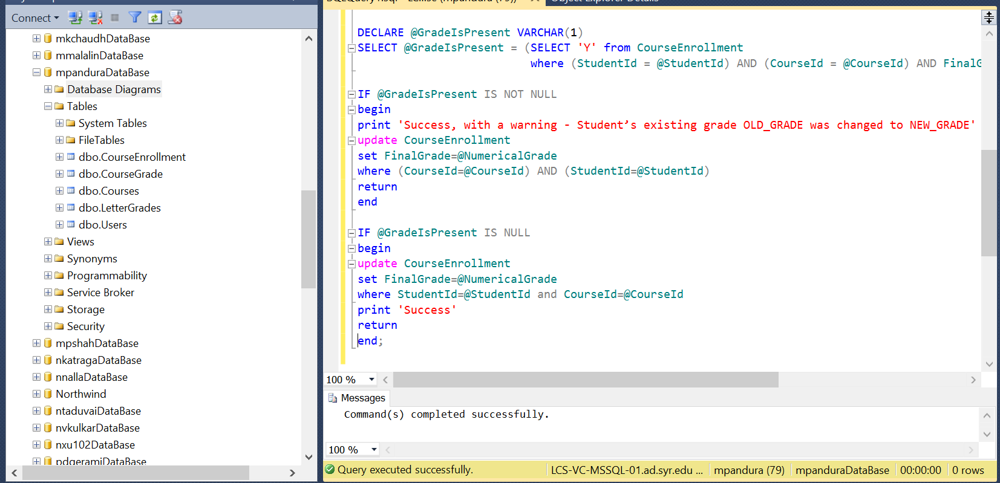 Connect
mkchaudhDataBase
mmalalinDataBase
mpanduraDataBase
Database Diagrams
Tables
System Tables
FileTables
dbo.CourseEnrollment
dbo.CourseGrade
dbo.Courses
dbo.LetterGrades
dbo.Users
Views
Synonyms
Programmability
Service Broker
Storage
Security
mpshahDataBase
nkatragaDataBase
nnallaDataBase
Northwind
ntaduvaiDataBase
nvkulkarDataBase
nxu102DataBase
pdgeramiDataBase
Object Explorer Details
DECLARE @GradeIsPresent VARCHAR(1)
SELECT @GradeIsPresent = (SELECT 'Y' from CourseEnrollment
where (StudentId = @StudentId) AND (CourseId = @CourseId) AND FinalG
IF @GradeIsPresent IS NOT NULL
begin
print 'Success, with a warning - Student’s existing grade OLD_GRADE was changed to NEW_GRADE'
update CourseEnrollment
set FinalGrade=@NumericalGrade
where (CourseId=@CourseId) AND (StudentId=@StudentId)
return
end
IF @GradeIsPresent IS NULL
begin
update CourseEnrollment
set FinalGrade=@NumericalGrade
where StudentId=@StudentId and CourseId=@CourseId
print 'Success'
return
end;
100 %
Messages
Command(s) completed successfully.
100 %
Query executed successfully.
LCS-VC-MSSQL-01.ad.syr.edu ...
mpandura (79)
mpanduraDataBase
00:00:00
0 rows